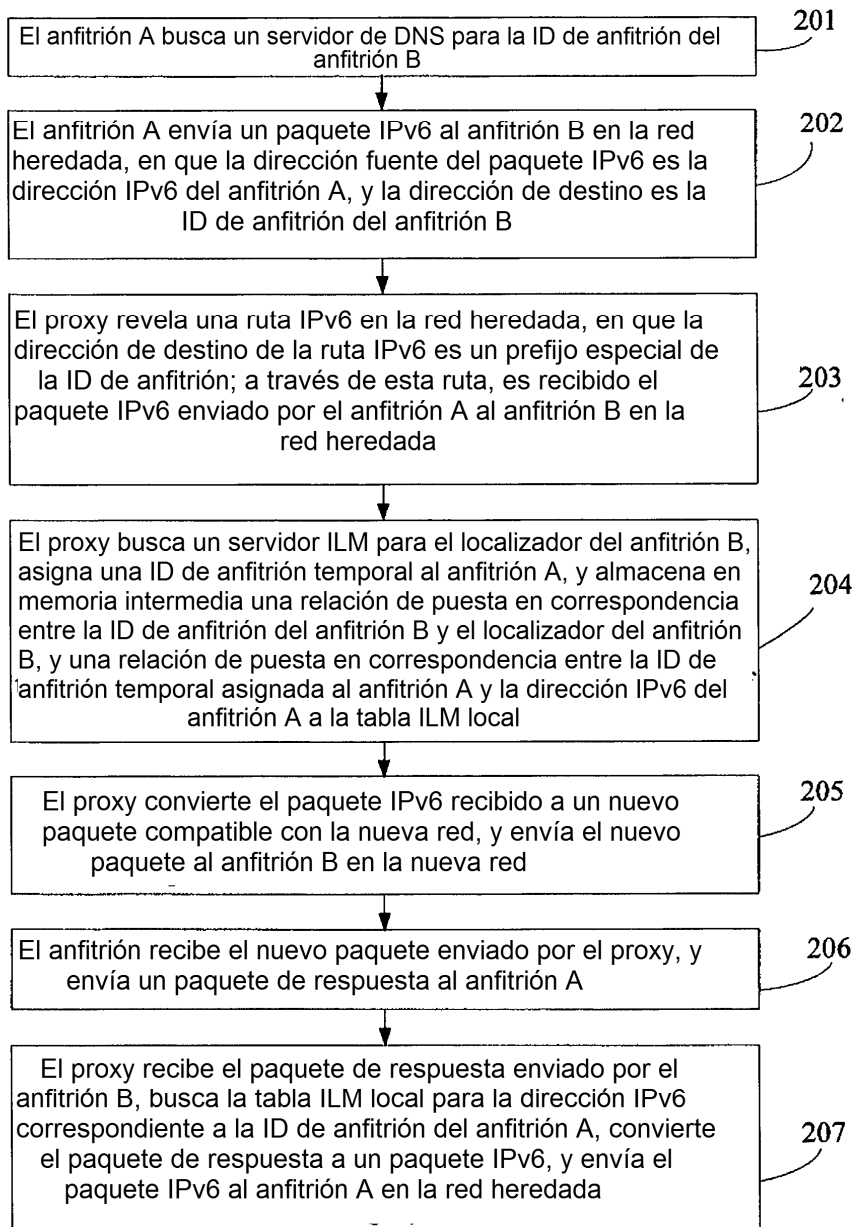 El anfitrión A busca un servidor de DNS para la ID de anfitrión del
anfitrión B
201
El anfitrión A envía un paquete IPv6 al anfitrión B en la red
heredada, en que la dirección fuente del paquete IPv6 es la
dirección IPv6 del anfitrión A, y la dirección de destino es la
ID de anfitrión del anfitrión B
202
El proxy revela una ruta IPv6 en la red heredada, en que la
dirección de destino de la ruta IPv6 es un prefijo especial de
la ID de anfitrión; a través de esta ruta, es recibido el
paquete IPv6 enviado por el anfitrión A al anfitrión B en la
red heredada
203
El proxy busca un servidor ILM para el localizador del anfitrión B,
asigna una ID de anfitrión temporal al anfitrión A, y almacena en
memoria intermedia una relación de puesta en correspondencia
entre la ID de anfitrión del anfitrión B y el localizador del anfitrión
B, y una relación de puesta en correspondencia entre la ID de
anfitrión temporal asignada al anfitrión A y la dirección IPv6 del
anfitrión A a la tabla ILM local
204
El proxy convierte el paquete IPv6 recibido a un nuevo
paquete compatible con la nueva red, y envía el nuevo
paquete al anfitrión B en la nueva red
205
El anfitrión recibe el nuevo paquete enviado por el proxy, y
envía un paquete de respuesta al anfitrión A
206
El proxy recibe el paquete de respuesta enviado por el
anfitrión B, busca la tabla ILM local para la dirección IPv6
correspondiente a la ID de anfitrión del anfitrión A, convierte
el paquete de respuesta a un paquete IPv6, y envía el
paquete IPv6 al anfitrión A en la red heredada
207